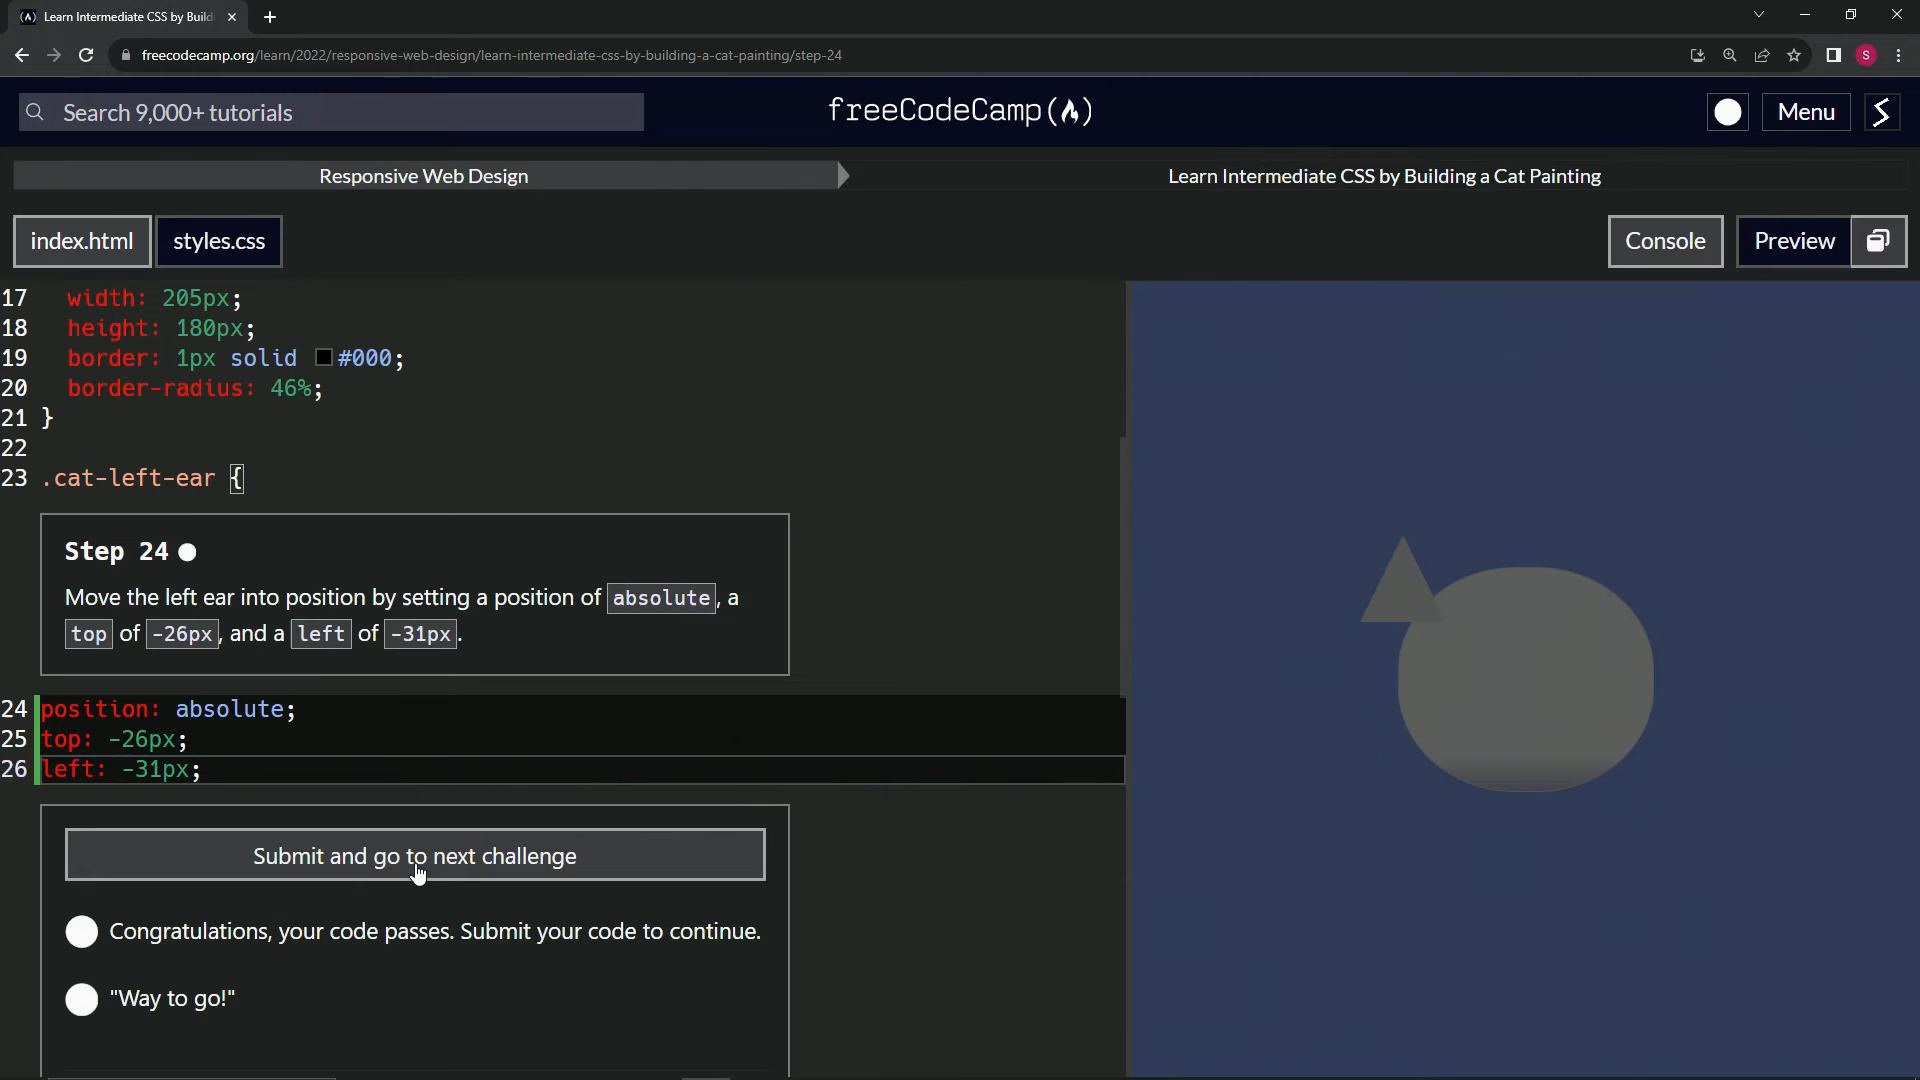 Learn Intermediate CSS by Build
freecodecamp.org/learn/2022/responsive-web-design/learn-intermediate-css-by-building-a-cat-painting/step-24
S
Search 9,000+ tutorials
freeCodeCamp
Menu
Responsive Web Design
Learn Intermediate CSS by Building a Cat Painting
index.html
styles.css
Console
Preview
17 width: 205px;
18 height: 180px;
19 border: 1px solid #000;
20 border-radius: 46%;
21 }
22
23 .cat-left-ear {
Step 24
Move the left ear into position by setting a position of absolute, a
top of -26px, and a left of -31px.
24 position: absolute;
25 top: -26px;
26 left: -31px;
Submit and go to next challenge
Congratulations, your code passes. Submit your code to continue.
"Way to go!"